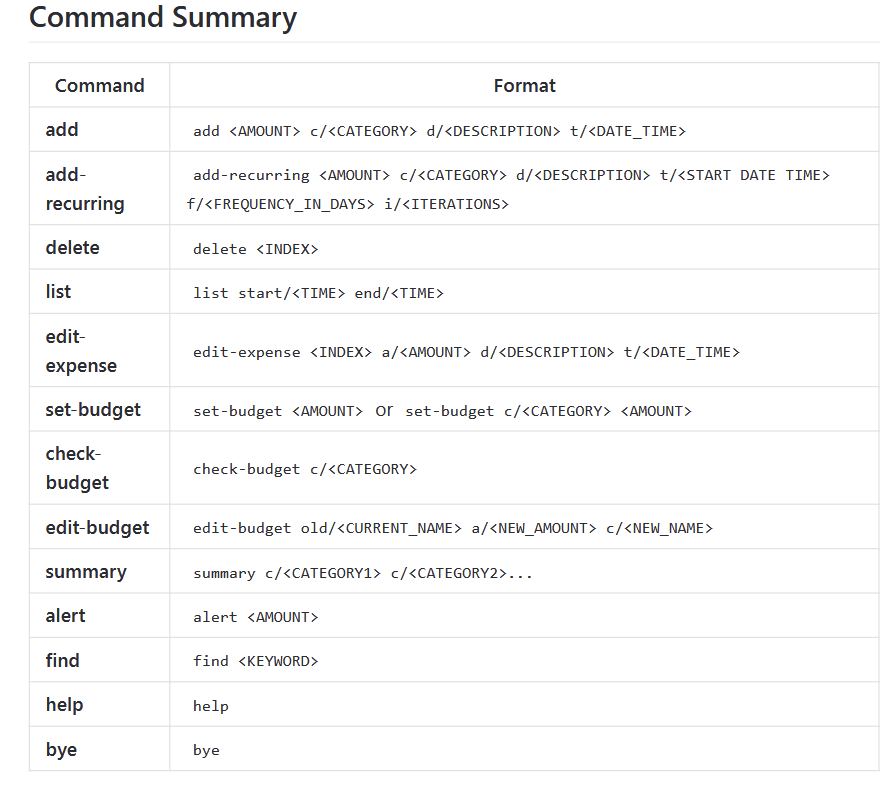 Command Summary
Command Format
add add <AMOUNT> c/<CATEGORY> d/<DESCRIPTION> t/<DATE_TIME>
add-
recurring
add-recurring <AMOUNT> c/<CATEGORY> d/<DESCRIPTION> t/<START DATE TIME>
f/<FREQUENCY_IN_DAYS> i/<ITERATIONS>
delete delete <INDEX>
list list start/<TIME> end/<TIME>
edit-
expense
edit-expense <INDEX> a/<AMOUNT> d/<DESCRIPTION> t/<DATE_TIME>
set-budget set-budget <AMOUNT> or set-budget c/<CATEGORY> <AMOUNT>
check-
budget
check-budget c/<CATEGORY>
edit-budget edit-budget old/<CURRENT_NAME> a/<NEW_AMOUNT> c/<NEW_NAME>
summary summary c/<CATEGORY1> c/<CATEGORY2>...
alert alert <AMOUNT>
find find <KEYWORD>
help help
bye bye